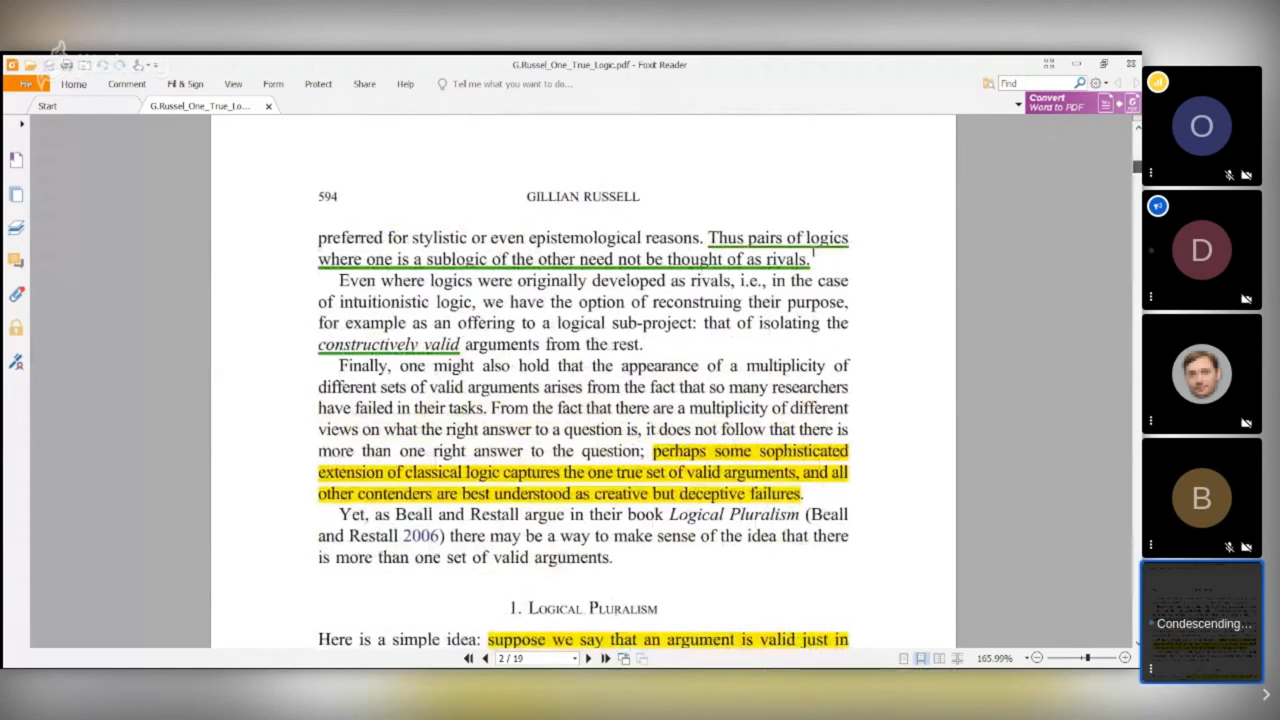 G.Russel_One_True_Logic.pdf - Foxit Reader
File Home Comment Fill & Sign View Form Protect Share Help Tell me what you want to do...
Find
Start G.Russel_One_True_Lo...
Convert
Word to PDF
594 GILLIAN RUSSELL
preferred for stylistic or even epistemological reasons. Thus pairs of logics
where one is a sublogic of the other need not be thought of as rivals.1
Even where logics were originally developed as rivals, i.e., in the case
of intuitionistic logic, we have the option of reconstruing their purpose,
for example as an offering to a logical sub-project: that of isolating the
constructively valid arguments from the rest.
Finally, one might also hold that the appearance of a multiplicity of
different sets of valid arguments arises from the fact that so many researchers
have failed in their tasks. From the fact that there are a multiplicity of different
views on what the right answer to a question is, it does not follow that there is
more than one right answer to the question; perhaps some sophisticated
extension of classical logic captures the one true set of valid arguments, and all
other contenders are best understood as creative but deceptive failures.
Yet, as Beall and Restall argue in their book Logical Pluralism (Beall
and Restall 2006) there may be a way to make sense of the idea that there
is more than one set of valid arguments.
1. LOGICAL PLURALISM
Here is a simple idea: suppose we say that an argument is valid just in
2 / 19
165.99%
O
D
B
Condescending...